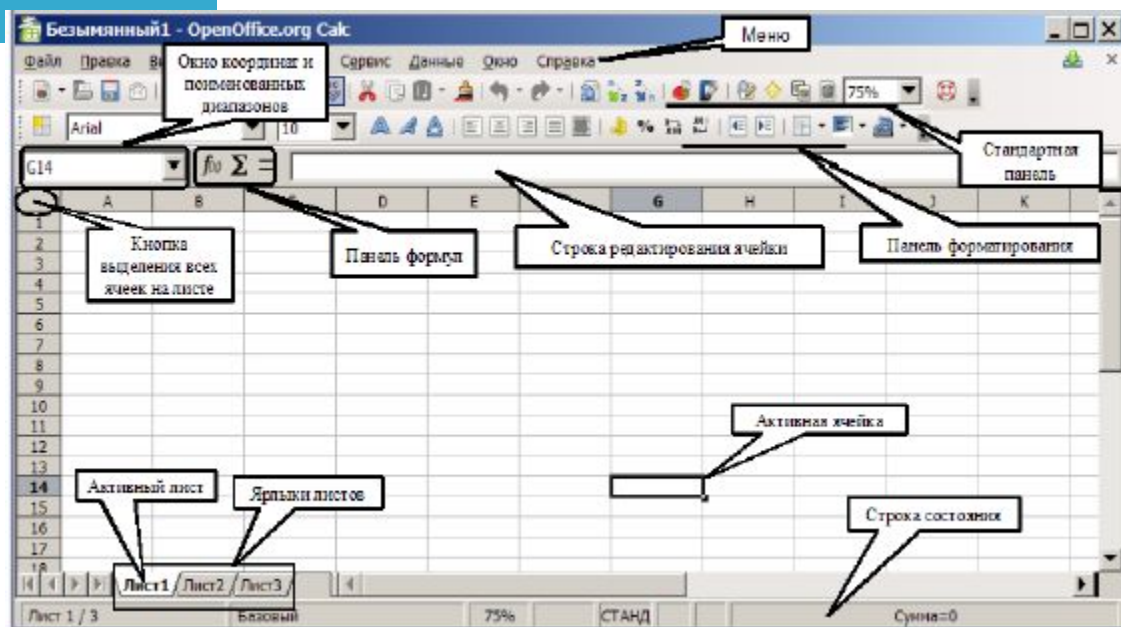 Безымянный1 - OpenOffice.org Calc
Файл Правка Сервис Данные Окно Справка
Меню
Окно координат и
поименованных
диапазонов
75%
Arial 10
Стандартная
панель
G14
A B D E G H I J K
Кнопка
выделения всех
ячеек на листе
Панель формул
Строка редактирования ячейки
Панель форматирования
1
2
3
4
5
6
7
8
9
10
11
12
13
14
15
16
17
18
Активная ячейка
Активный лист
Ярлыки листов
Строка состояния
Лист1 Лист2 Лист3
Лист 1 / 3 Базовый 75% СТАНД Сумма=0